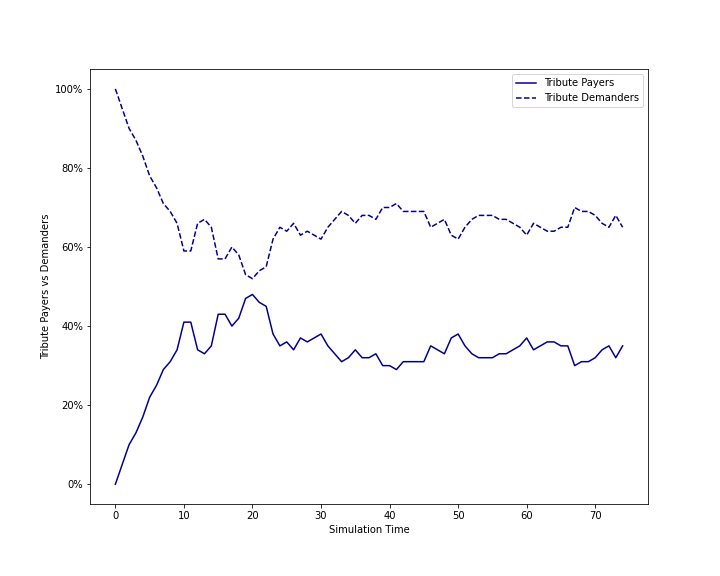 Tribute Payers
Tribute Demanders
100%
80%
60%
40%
20%
0%
Tribute Payers vs Demanders
0 10 20 30 40 50 60 70
Simulation Time